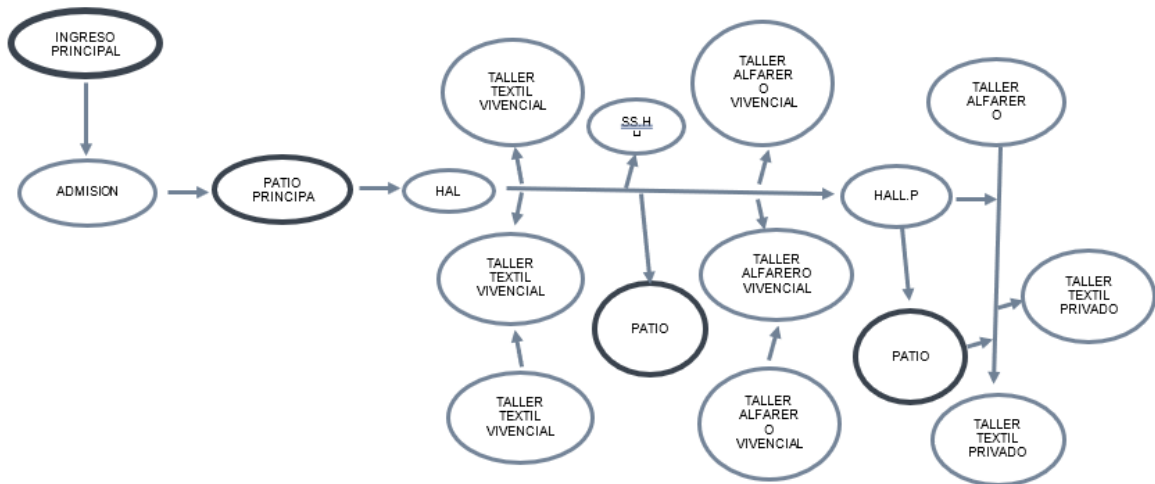 INGRESO
PRINCIPAL
ADMISION
PATIO
PRINCIPA
HAL
TALLER
TEXTIL
VIVENCIAL
TALLER
TEXTIL
VIVENCIAL
TALLER
TEXTIL
VIVENCIAL
SS.H
H
PATIO
TALLER
ALFARER
O
VIVENCIAL
TALLER
ALFARERO
VIVENCIAL
TALLER
ALFARER
O
VIVENCIAL
HALL.P
PATIO
TALLER
ALFARER
O
TALLER
TEXTIL
PRIVADO
TALLER
TEXTIL
PRIVADO